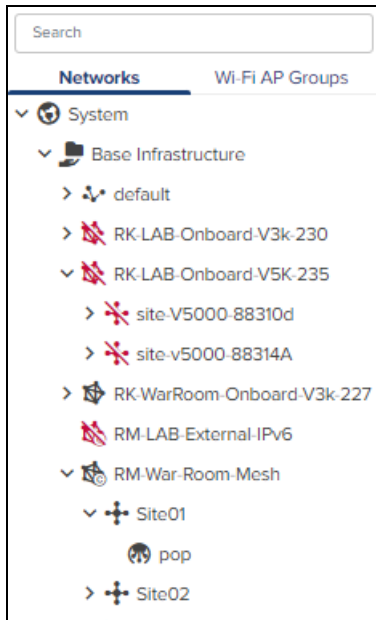 Search
Networks Wi-Fi AP Groups
System
Base Infrastructure
default
RK-LAB-Onboard-V3k-230
RK-LAB-Onboard-V5K-235
site-V5000-88310d
site-v5000-88314A
RK-WarRoom-Onboard-V3k-227
RM-LAB-External-IPv6
RM-War-Room-Mesh
Site01
pop
Site02